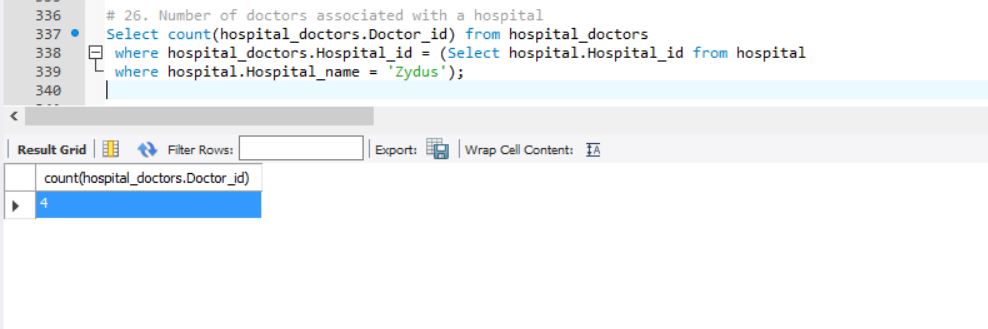 336 # 26. Number of doctors associated with a hospital
337 Select count(hospital_doctors.Doctor_id) from hospital_doctors
338 where hospital_doctors.Hospital_id = (Select hospital.Hospital_id from hospital
339 where hospital.Hospital_name = 'Zydus');
340
Result Grid Filter Rows: Export: Wrap Cell Content:
count(hospital_doctors.Doctor_id)
4